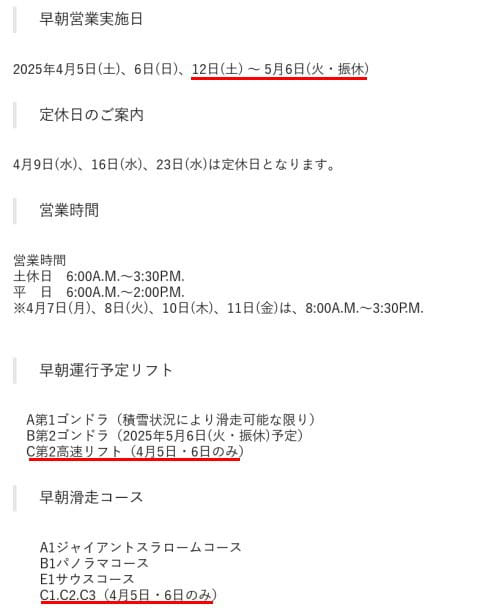 早朝営業実施日
2025年4月5日(土)、6日(日)、12日(土) ～ 5月6日(火・振休)
定休日のご案内
4月9日(水)、16日(水)、23日(水)は定休日となります。
営業時間
営業時間
土休日　6:00A.M.～3:30P.M.
平　日　6:00A.M.～2:00P.M.
※4月7日(月)、8日(火)、10日(木)、11日(金)は、8:00A.M.～3:30P.M.
早朝運行予定リフト
A第1ゴンドラ（積雪状況により滑走可能な限り）
B第2ゴンドラ（2025年5月6日(火・振休)予定）
C第2高速リフト（4月5日・6日のみ）
早朝滑走コース
A1ジャイアントスラロームコース
B1パノラマコース
E1サウスコース
C1.C2.C3（4月5日・6日のみ）